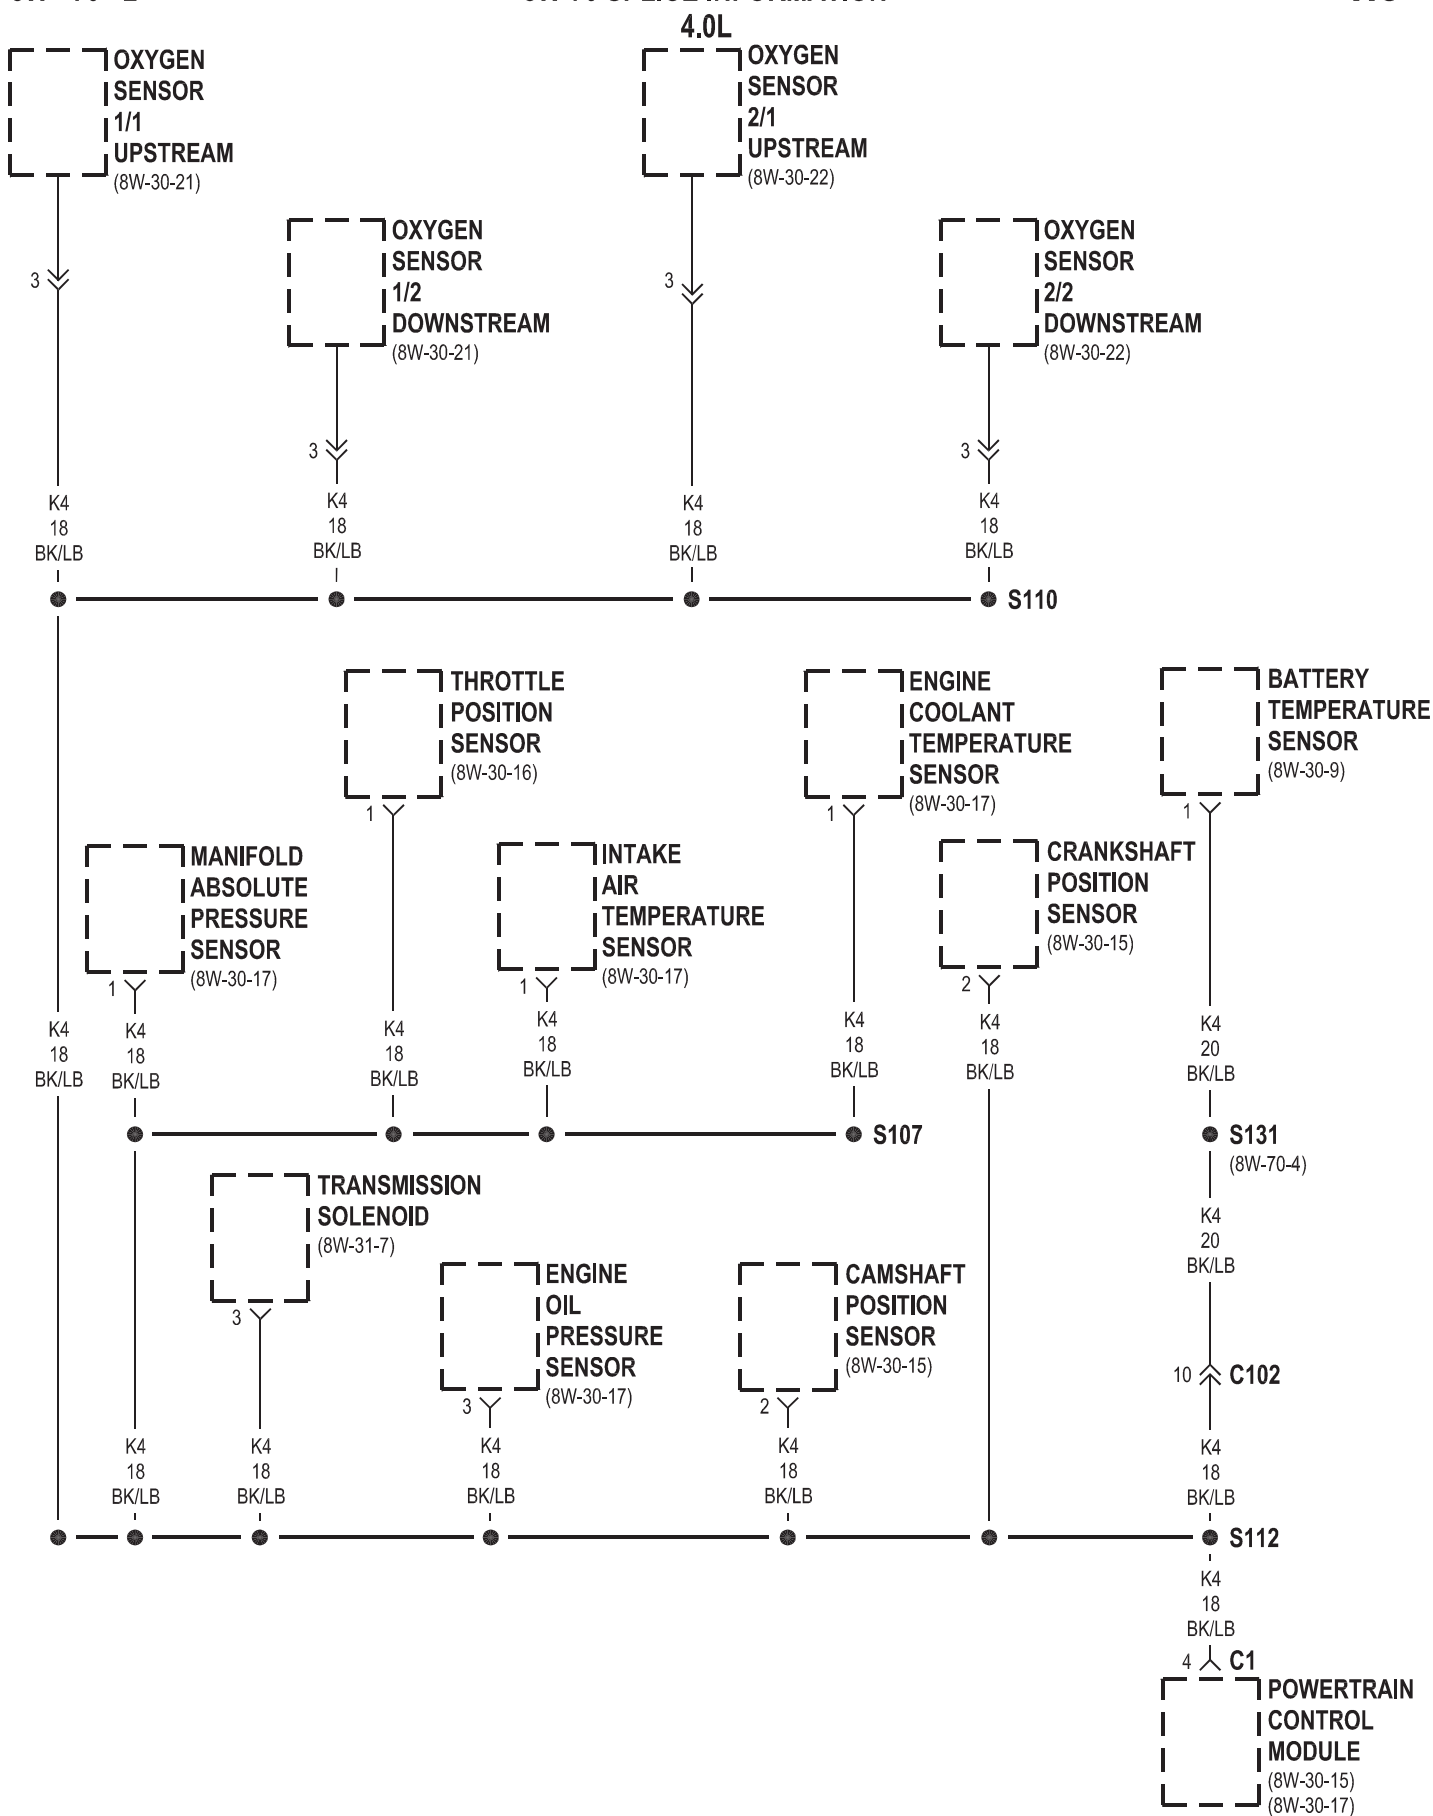 4.0L
OXYGEN
SENSOR
1/1
UPSTREAM
(8W-30-21)
OXYGEN
SENSOR
2/1
UPSTREAM
(8W-30-22)
OXYGEN
SENSOR
1/2
DOWNSTREAM
(8W-30-21)
OXYGEN
SENSOR
2/2
DOWNSTREAM
(8W-30-22)
3
3
3
3
K4
18
BK/LB
K4
18
BK/LB
K4
18
BK/LB
K4
18
BK/LB
S110
THROTTLE
POSITION
SENSOR
(8W-30-16)
1
ENGINE
COOLANT
TEMPERATURE
SENSOR
(8W-30-17)
1
BATTERY
TEMPERATURE
SENSOR
(8W-30-9)
1
MANIFOLD
ABSOLUTE
PRESSURE
SENSOR
(8W-30-17)
1
INTAKE
AIR
TEMPERATURE
SENSOR
(8W-30-17)
1
CRANKSHAFT
POSITION
SENSOR
(8W-30-15)
2
K4
18
BK/LB
K4
18
BK/LB
K4
18
BK/LB
K4
18
BK/LB
K4
18
BK/LB
K4
18
BK/LB
K4
20
BK/LB
S107
S131
(8W-70-4)
K4
20
BK/LB
TRANSMISSION
SOLENOID
(8W-31-7)
3
ENGINE
OIL
PRESSURE
SENSOR
(8W-30-17)
3
CAMSHAFT
POSITION
SENSOR
(8W-30-15)
2
10
C102
K4
18
BK/LB
K4
18
BK/LB
K4
18
BK/LB
K4
18
BK/LB
K4
18
BK/LB
S112
K4
18
BK/LB
4
C1
POWERTRAIN
CONTROL
MODULE
(8W-30-15)
(8W-30-17)